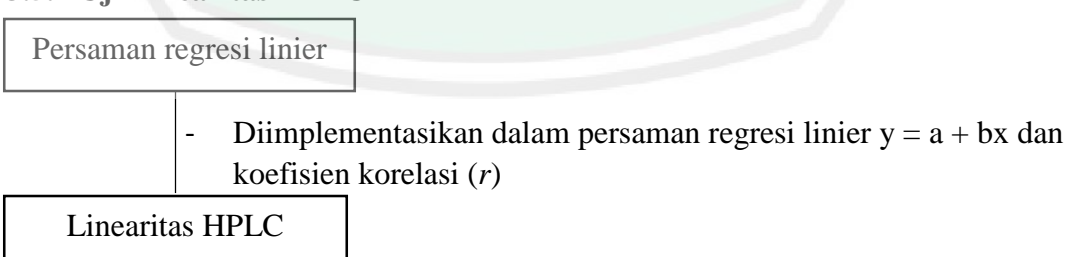 Persaman regresi linier
- Diimplementasikan dalam persaman regresi linier y = a + bx dan
koefisien korelasi (r)
Linearitas HPLC